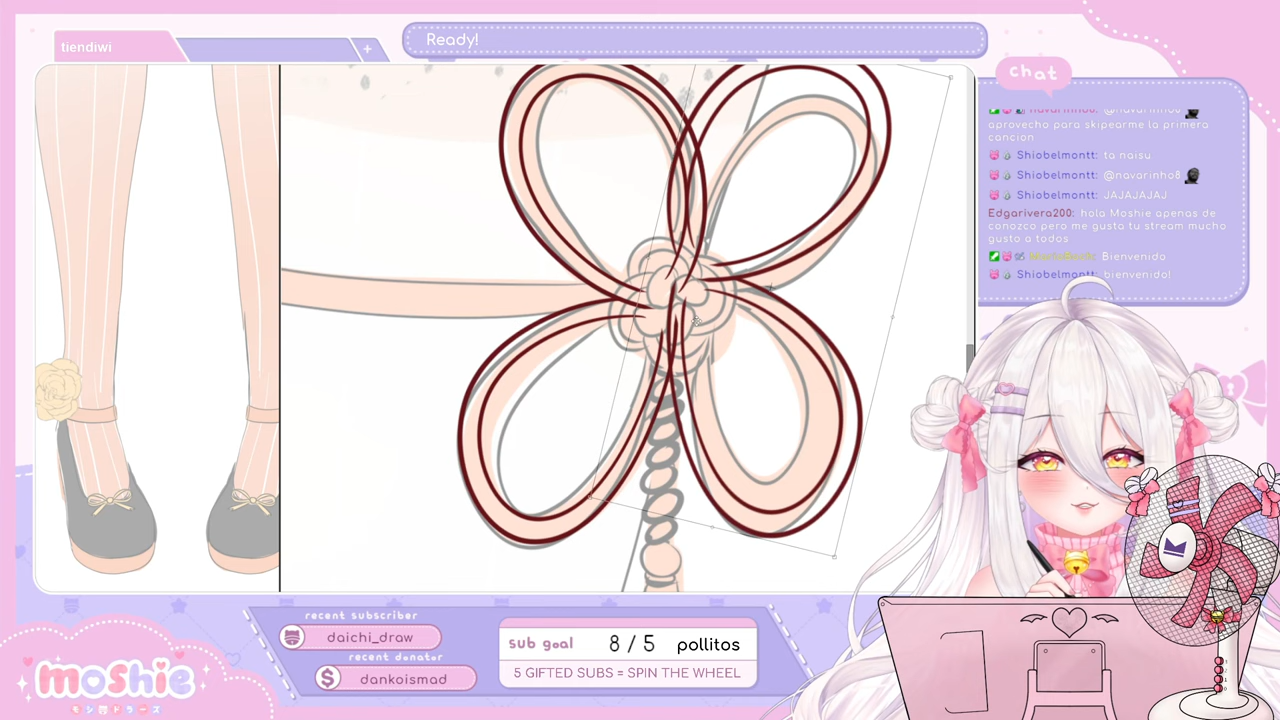 tiendiwi
+
Ready!
chat
aprovecho para skipearme la primera
cancion
Shiobelmontt: ta naisu
Shiobelmontt: @navarinho8
Shiobelmontt: JAJAJAJAJ
Edgarivera200: hola Moshie apenas de
conozco pero me gusta tu stream mucho
gusto a todos
Bienvenido
Shiobelmontt: bienvenido!
recent subscriber
daichi_draw
recent donator
$ dankoismad
sub goal 8 / 5 pollitos
5 GIFTED SUBS = SPIN THE WHEEL
moshie